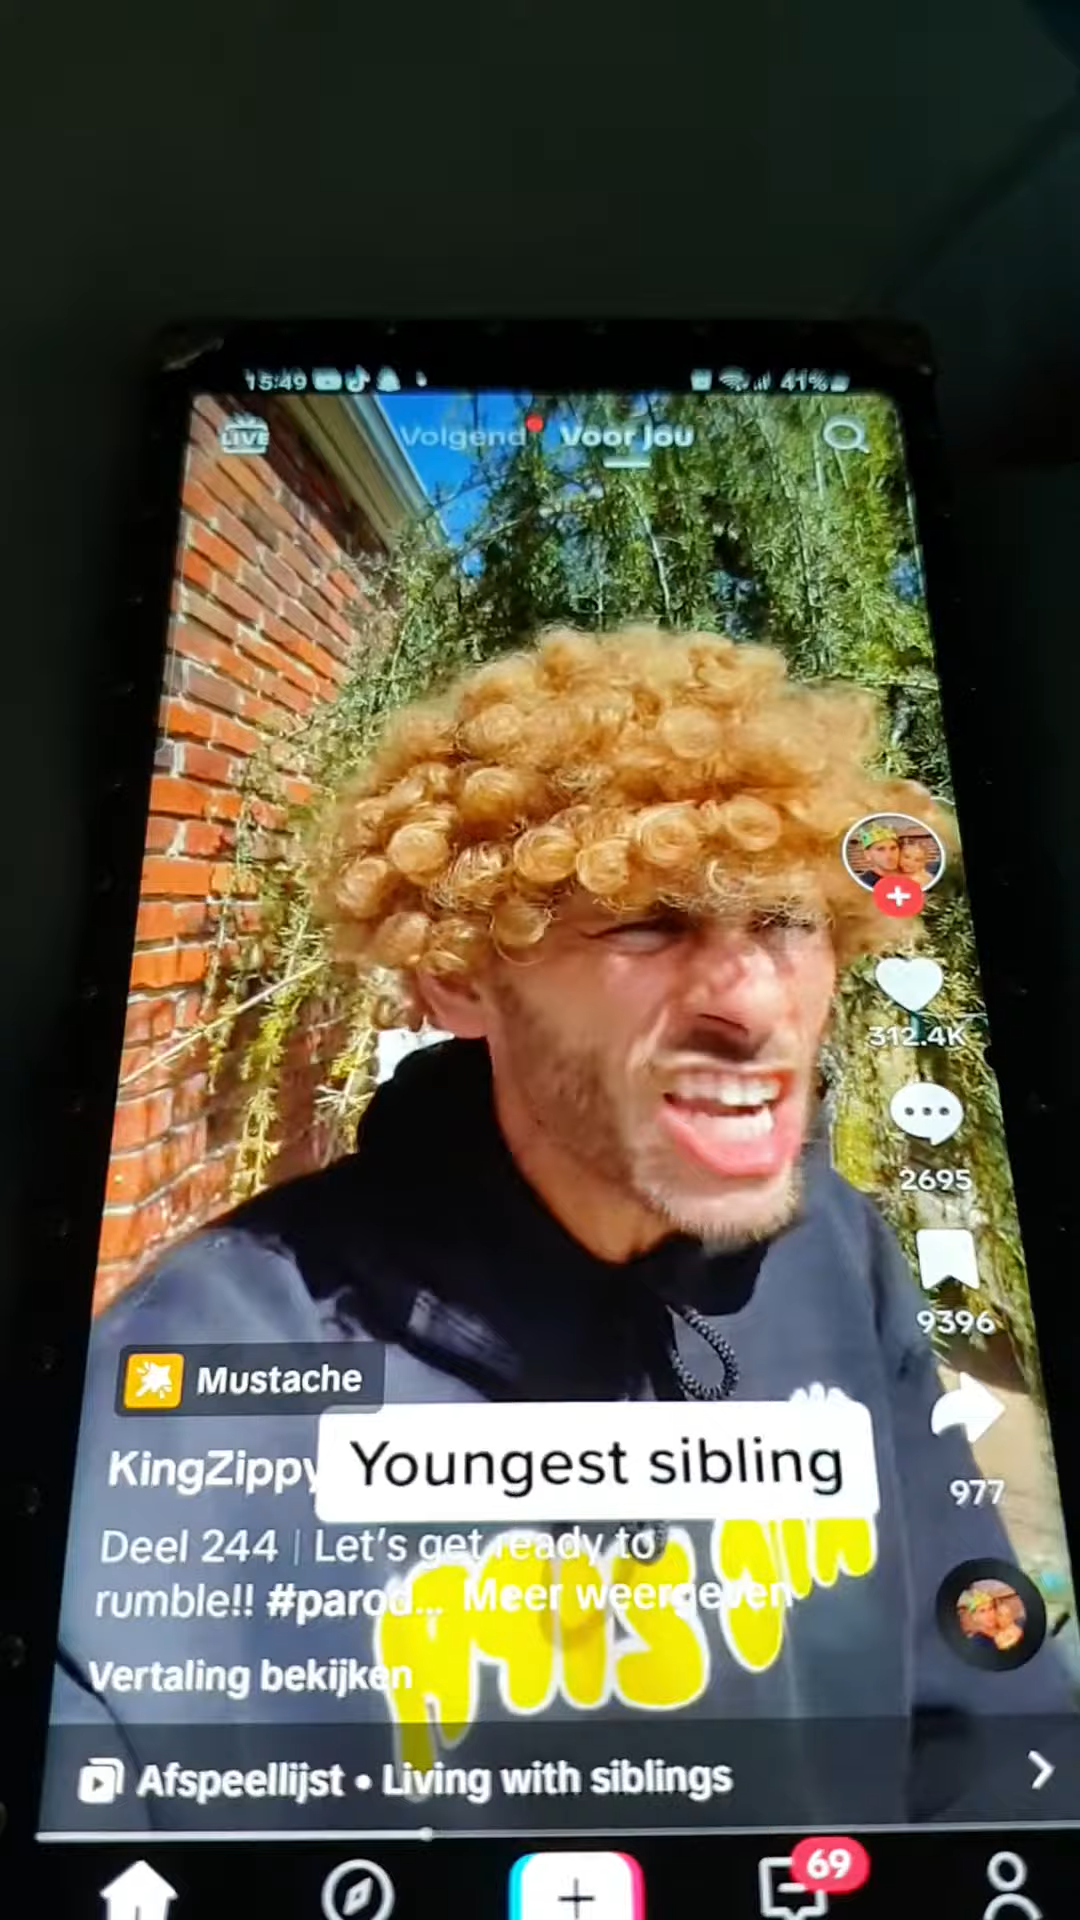 15:49
41%
LIVE
Volgend
Voor jou
312.4K
2695
9396
Mustache
977
KingZippy
Youngest sibling
Deel 244 | Let's get ready to
rumble!! #parod... Meer weergeven
Vertaling bekijken
Afspeellijst • Living with siblings
69